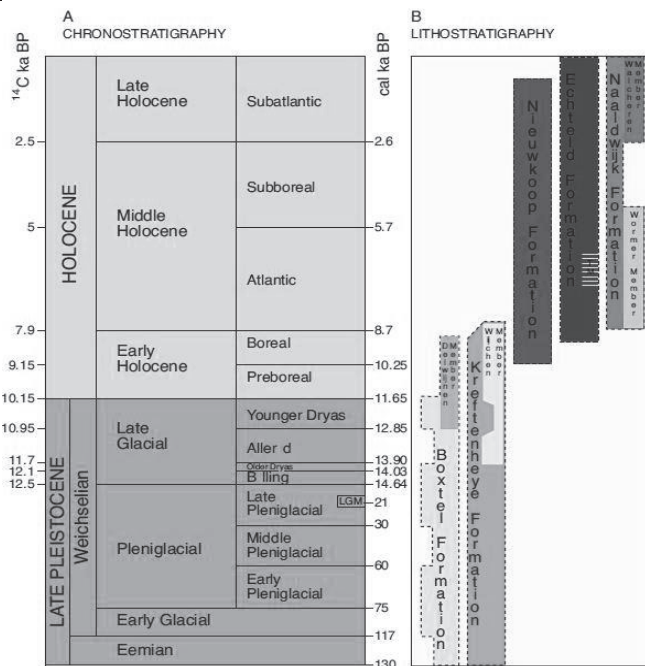 A
CHRONOSTRATIGRAPHY
B
LITHOSTRATIGRAPHY
14C ka BP
cal ka BP
HOLOCENE
Late
Holocene
Subatlantic
2.5
2.6
Middle
Holocene
Subboreal
5
5.7
Atlantic
7.9
8.7
Early
Holocene
Boreal
9.15
10.25
Preboreal
10.15
11.65
LATE PLEISTOCENE
Weichselian
Late
Glacial
Younger Dryas
10.95
12.85
Aller d
11.7
13.90
Older Dryas
12.1
14.03
B lling
12.5
14.64
Pleniglacial
Late
Pleniglacial
LGM
21
30
Middle
Pleniglacial
60
Early
Pleniglacial
75
Early Glacial
117
Eemian
130
Boxtel Formation
Delwijnen
Member
Kreftenheye Formation
Wijchen
Member
Nieuwkoop Formation
Echteld Formation
Naaldwijk Formation
Walcheren
Member
Wormer Member